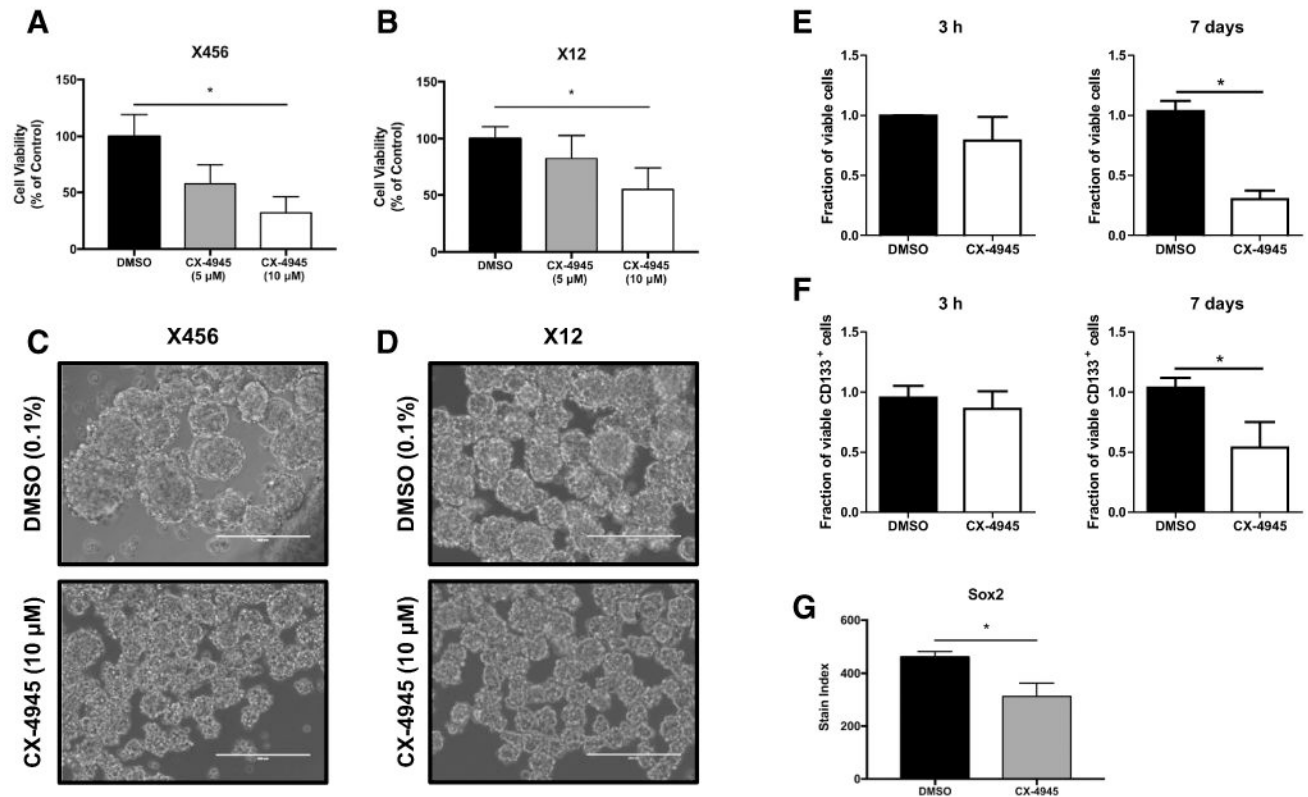 A
X456
Cell Viability
(% of Control)
150
100
50
0
*
DMSO
CX-4945
(5 µM)
CX-4945
(10 µM)
B
X12
Cell Viability
(% of Control)
150
100
50
0
*
DMSO
CX-4945
(5 µM)
CX-4945
(10 µM)
C
X456
DMSO (0.1%)
CX-4945 (10 µM)
D
X12
DMSO (0.1%)
CX-4945 (10 µM)
E
3 h
Fraction of viable cells
1.5
1.0
0.5
0.0
DMSO
CX-4945
7 days
Fraction of viable cells
1.5
1.0
0.5
0.0
*
DMSO
CX-4945
F
3 h
Fraction of viable CD133⁺ cells
1.5
1.0
0.5
0.0
DMSO
CX-4945
7 days
Fraction of viable CD133⁺ cells
1.5
1.0
0.5
0.0
*
DMSO
CX-4945
G
Sox2
Stain Index
600
400
200
0
*
DMSO
CX-4945